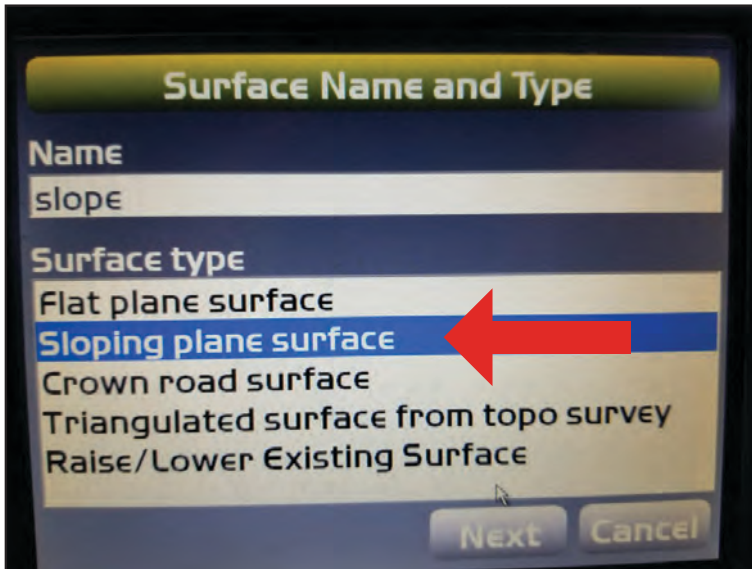 Surface Name and Type
Name
slope
Surface type
Flat plane surface
Sloping plane surface
Crown road surface
Triangulated surface from topo survey
Raise/Lower Existing Surface
Next Cancel